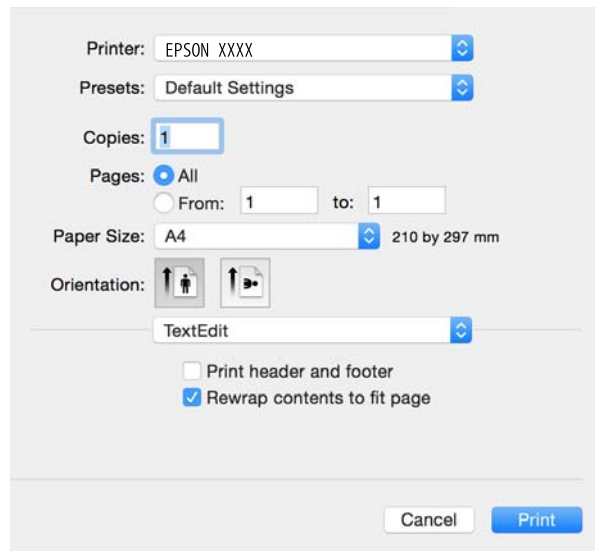 Printer: EPSON XXXX
Presets: Default Settings
Copies: 1
Pages: All
From: 1 to: 1
Paper Size: A4 210 by 297 mm
Orientation:
TextEdit
Print header and footer
Rewrap contents to fit page
Cancel Print